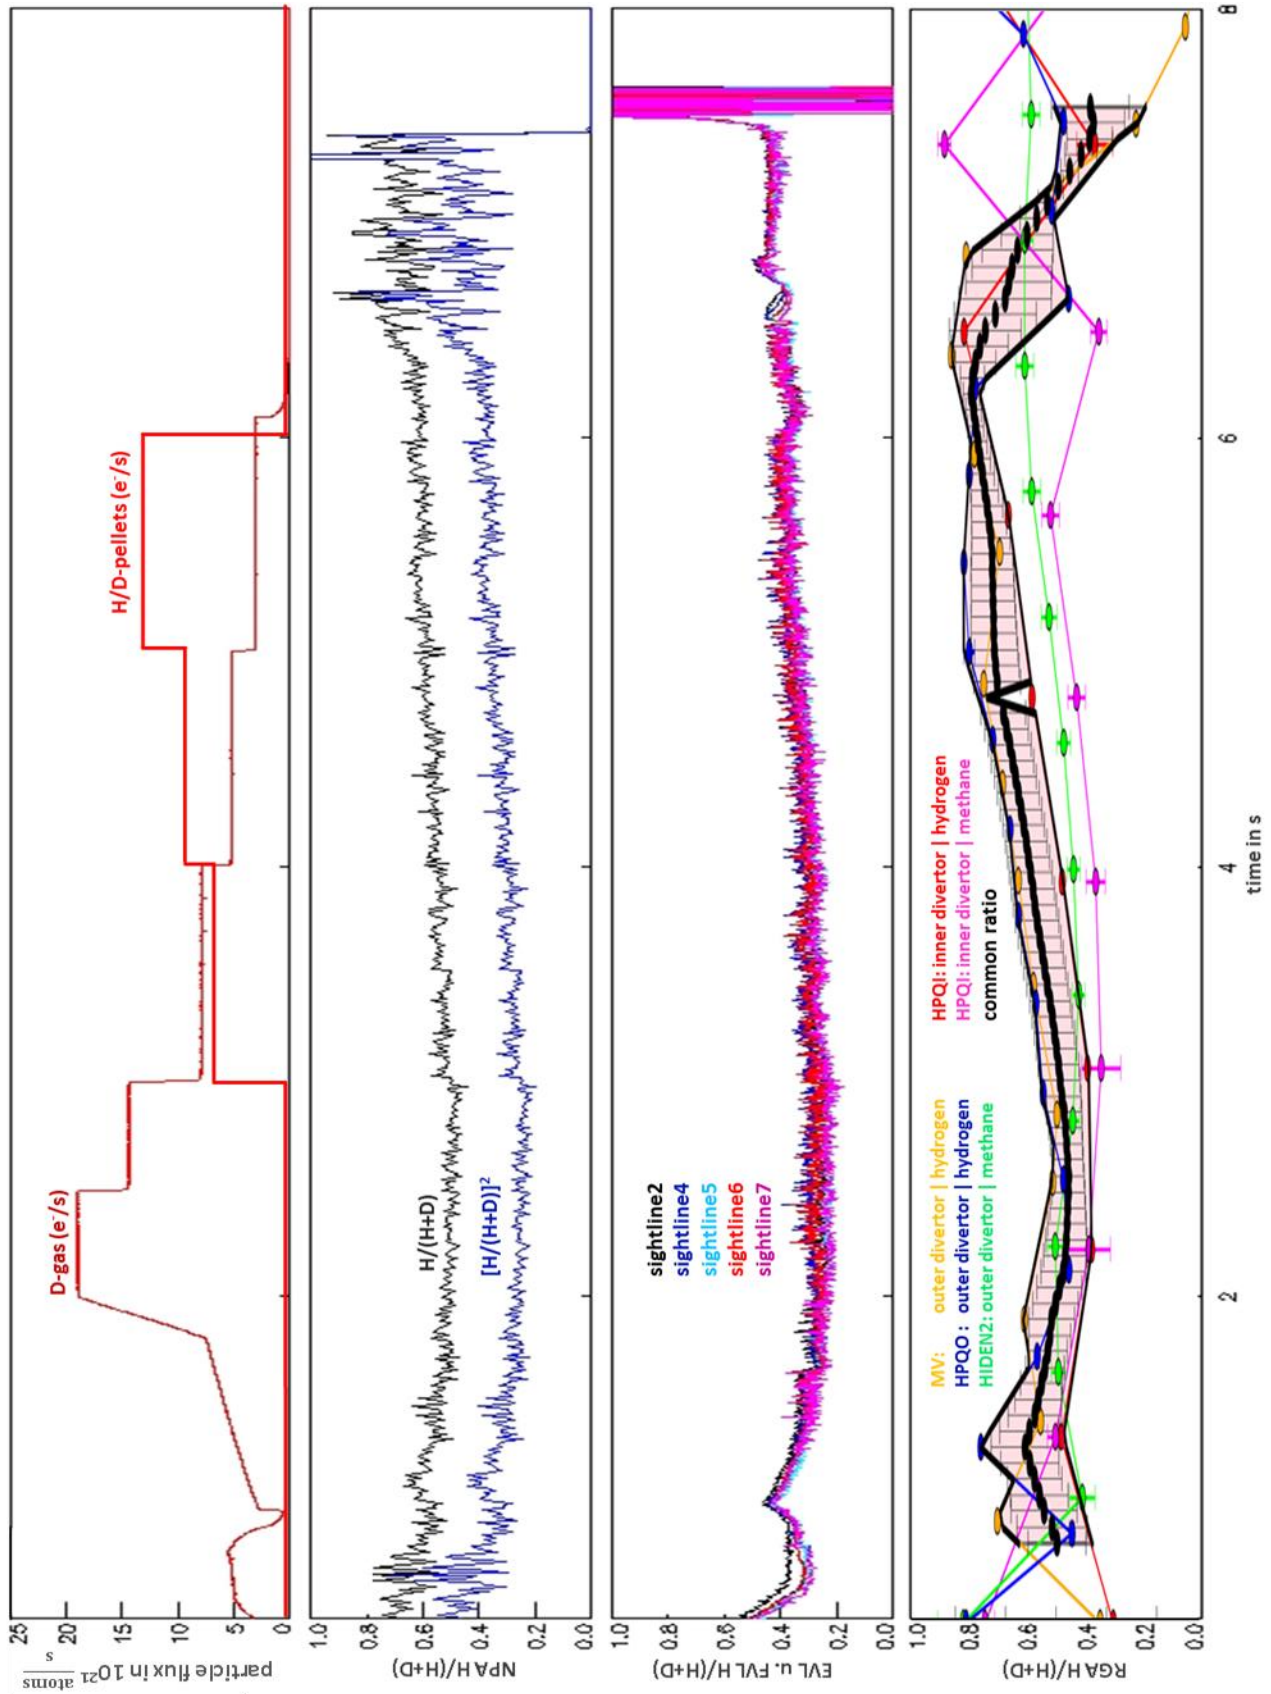 particle flux in 10²¹ atoms/s
25
20
15
10
5
0
D-gas (e⁻/s)
H/D-pellets (e⁻/s)
NPA H/(H+D)
1.0
0.8
0.6
0.4
0.2
0.0
H/(H+D)
[H/(H+D)]²
EVL u. FVL H/(H+D)
1.0
0.8
0.6
0.4
0.2
0.0
sightline2
sightline4
sightline5
sightline6
sightline7
RGA H/(H+D)
1.0
0.8
0.6
0.4
0.2
0.0
MV: outer divertor | hydrogen
HPQO : outer divertor | hydrogen
HIDEN2: outer divertor | methane
HPQI: inner divertor | hydrogen
HPQI: inner divertor | methane
common ratio
2
4
6
8
time in s